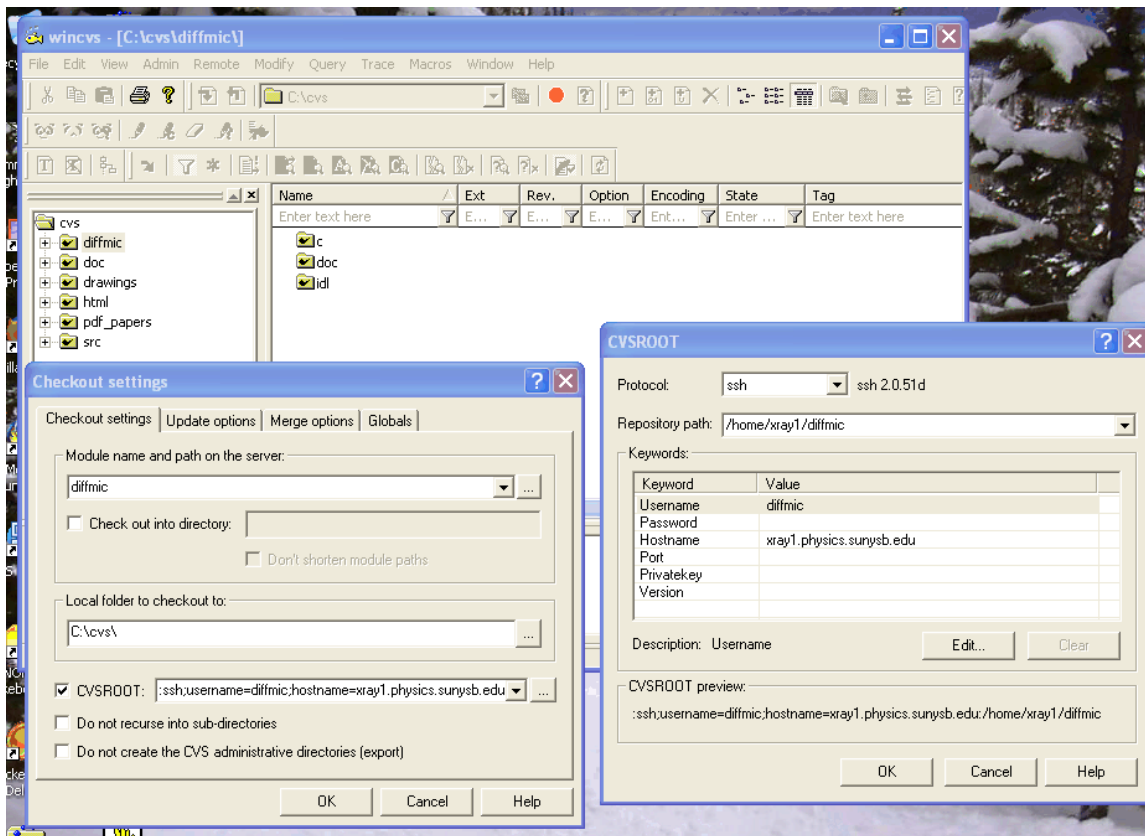 wincvs - [C:\cvs\diffmic\]
File Edit View Admin Remote Modify Query Trace Macros Window Help
C:\cvs
Name Ext Rev. Option Encoding State Tag
Enter text here E... E... E... Ent... Enter ... Enter text here
cvs
diffmic
doc
drawings
html
pdf_papers
src
c
doc
idl
Checkout settings
Checkout settings Update options Merge options Globals
Module name and path on the server:
diffmic
...
Check out into directory:
Don't shorten module paths
Local folder to checkout to:
C:\cvs\
...
CVSROOT: :ssh;username=diffmic;hostname=xray1.physics.sunysb.edu ...
Do not recurse into sub-directories
Do not create the CVS administrative directories (export)
OK Cancel Help
CVSROOT
Protocol: ssh ssh 2.0.51d
Repository path: /home/xray1/diffmic
Keywords:
Keyword Value
Username diffmic
Password
Hostname xray1.physics.sunysb.edu
Port
Privatekey
Version
Description: Username Edit... Clear
CVSROOT preview:
:ssh;username=diffmic;hostname=xray1.physics.sunysb.edu:/home/xray1/diffmic
OK Cancel Help